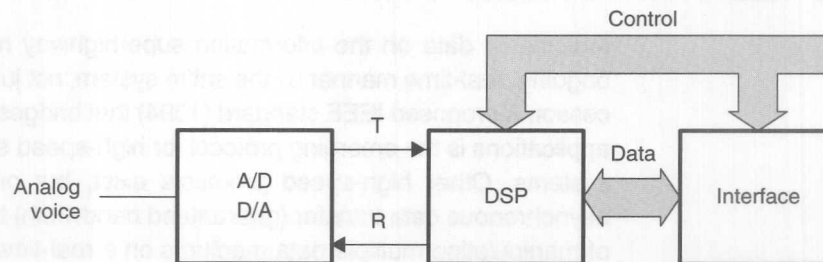 Control
T
A/D
D/A
Analog
voice
DSP
Data
Interface
R